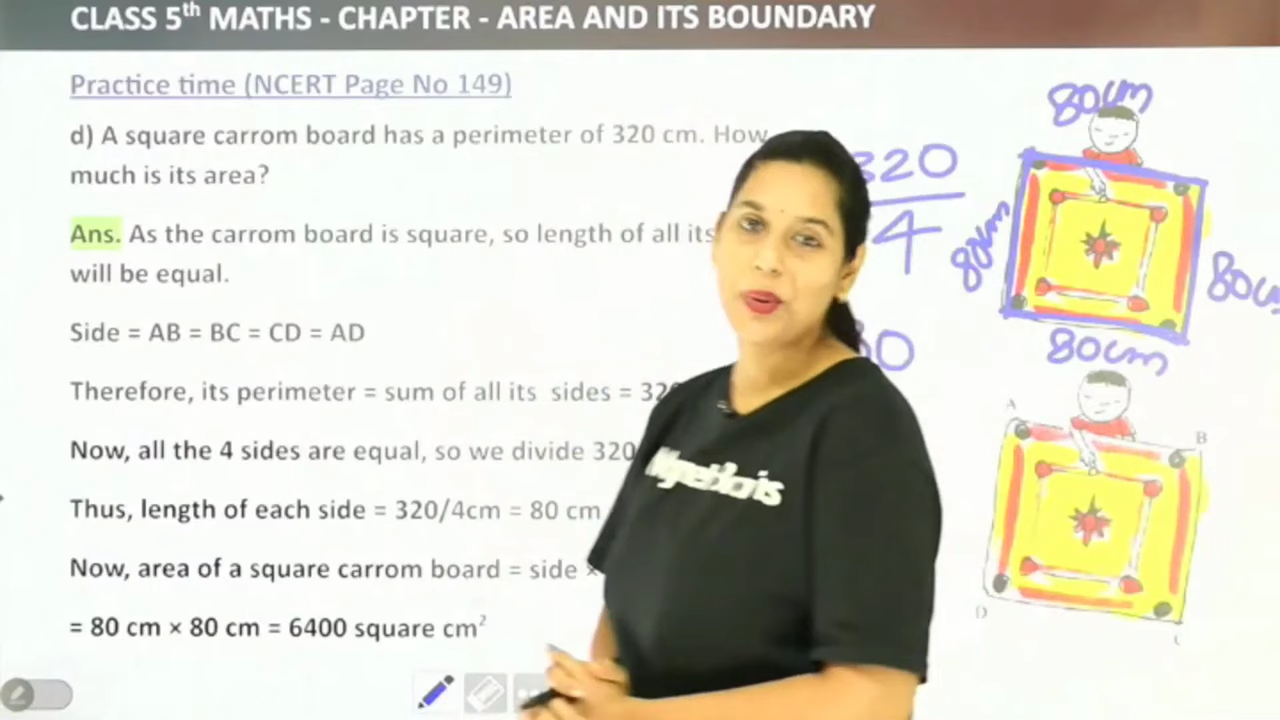 CLASS 5th MATHS - CHAPTER - AREA AND ITS BOUNDARY
Practice time (NCERT Page No 149)
d) A square carrom board has a perimeter of 320 cm. How
much is its area?
Ans. As the carrom board is square, so length of all its
will be equal.
Side = AB = BC = CD = AD
Therefore, its perimeter = sum of all its sides = 32
Now, all the 4 sides are equal, so we divide 320
Thus, length of each side = 320/4cm = 80 cm
Now, area of a square carrom board = side ×
= 80 cm × 80 cm = 6400 square cm²
320
4
80cm
80cm
80cm
80cm
A
B
D
C